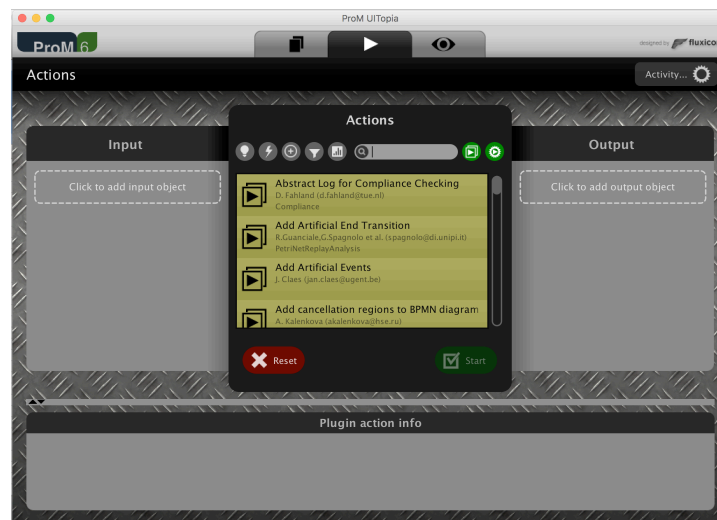 ProM UITopia
ProM 6
designed by fluxicon
Actions
Activity...
Actions
Input
Output
Click to add input object
Click to add output object
Abstract Log for Compliance Checking
D. Fahland (d.fahland@tue.nl)
Compliance
Add Artificial End Transition
R.Guanciale,G.Spagnolo et al. (spagnolo@di.unipi.it)
PetriNetReplayAnalysis
Add Artificial Events
J. Claes (jan.claes@ugent.be)
Add cancellation regions to BPMN diagram
A. Kalenkova (akalenkova@hse.ru)
Reset
Start
Plugin action info